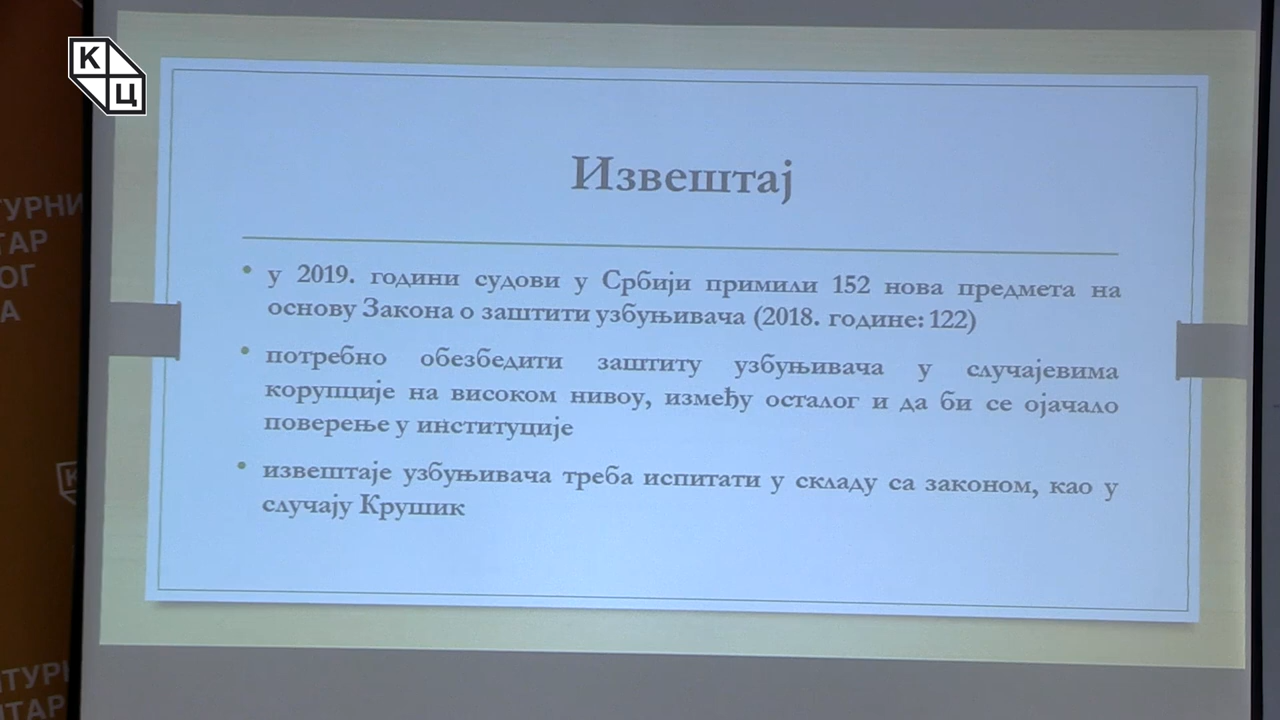 К
Ц
Извештај
• у 2019. години судови у Србији примили 152 нова предмета на
основу Закона о заштити узбуњивача (2018. године: 122)
• потребно обезбедити заштиту узбуњивача у случајевима
корупције на високом нивоу, између осталог и да би се ојачало
поверење у институције
• извештаје узбуњивача треба испитати у складу са законом, као у
случају Крушик